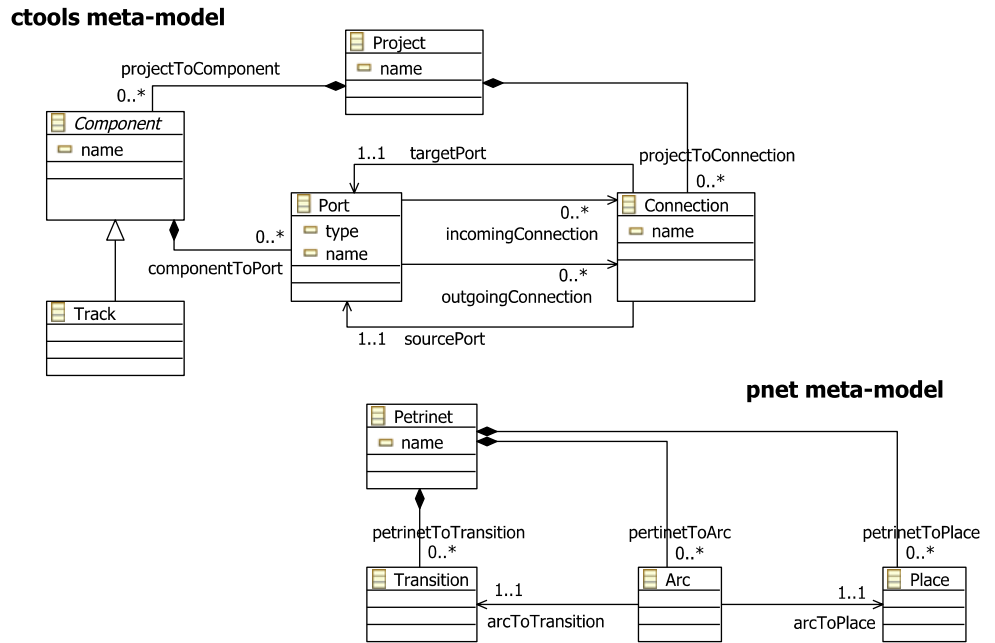 ctools meta-model
Project
name
projectToComponent
0..*
Component
name
1..1 targetPort
projectToConnection
0..*
Port
type
name
0..*
componentToPort
0..*
incomingConnection
0..*
outgoingConnection
Connection
name
Track
1..1 sourcePort
pnet meta-model
Petrinet
name
petrinetToTransition
0..*
pertinetToArc
0..*
petrinetToPlace
0..*
Transition
1..1
arcToTransition
Arc
1..1
arcToPlace
Place